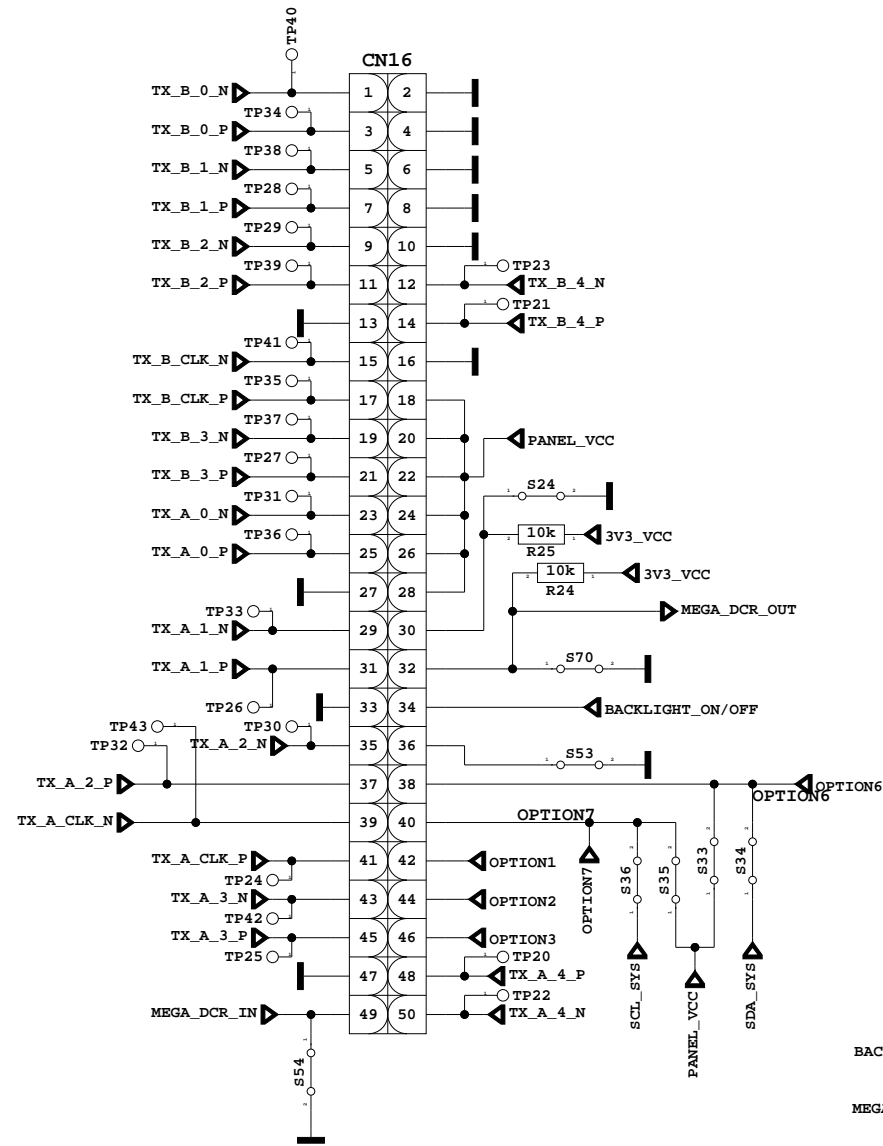 TP40
CN16
TX_B_0_N 1 2
TP34
TX_B_0_P 3 4
TP38
TX_B_1_N 5 6
TP28
TX_B_1_P 7 8
TP29
TX_B_2_N 9 10
TP39 TP23
TX_B_2_P 11 12 TX_B_4_N
TP21
13 14 TX_B_4_P
TP41
TX_B_CLK_N 15 16
TP35
TX_B_CLK_P 17 18
TP37
TX_B_3_N 19 20 PANEL_VCC
TP27
TX_B_3_P 21 22
TP31 S24
TX_A_0_N 23 24
TP36 10k 3V3_VCC
TX_A_0_P 25 26 R25
10k 3V3_VCC
27 28 R24
TP33 MEGA_DCR_OUT
TX_A_1_N 29 30
TX_A_1_P 31 32 S70
TP26 33 34 BACKLIGHT_ON/OFF
TP43 TP30
TP32 TX_A_2_N 35 36 S53
TX_A_2_P 37 38 OPTION6 OPTION6
TX_A_CLK_N 39 40 OPTION7
TX_A_CLK_P 41 42 OPTION1
TP24
TX_A_3_N 43 44 OPTION2
TP42
TX_A_3_P 45 46 OPTION3
TP25 TP20
47 48 TX_A_4_P
TP22
MEGA_DCR_IN 49 50 TX_A_4_N
S54
OPTION7
S36
S35
S33
S34
SCL_SYS
PANEL_VCC
SDA_SYS
BAC
MEGA